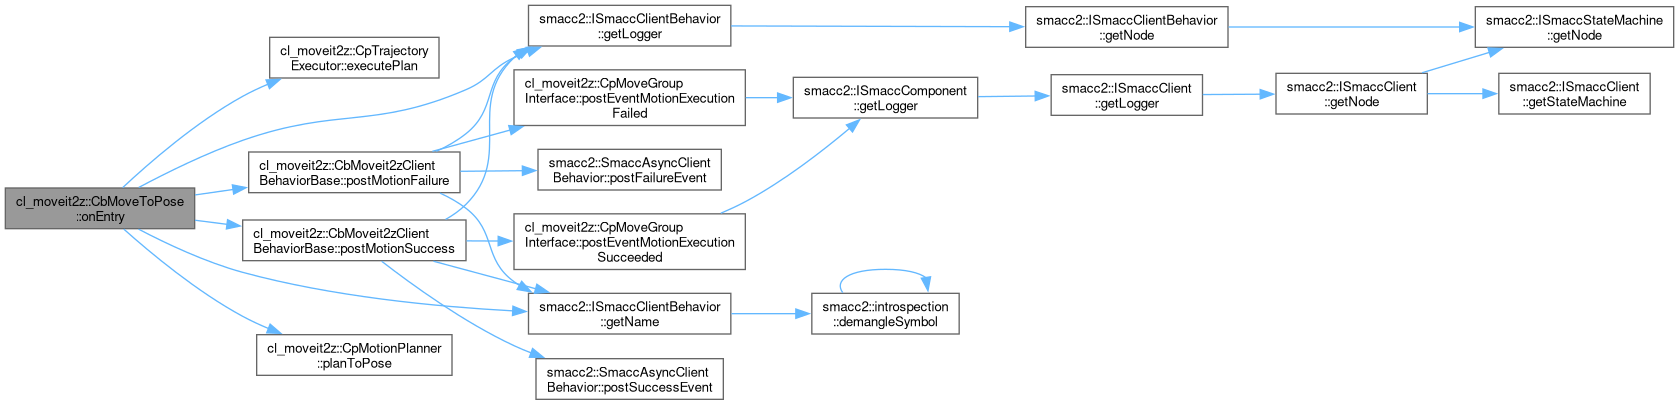 cl_moveit2z::CbMoveToPose
::onEntry
cl_moveit2z::CpTrajectory
Executor::executePlan
cl_moveit2z::CbMoveit2zClient
BehaviorBase::postMotionFailure
cl_moveit2z::CbMoveit2zClient
BehaviorBase::postMotionSuccess
cl_moveit2z::CpMotionPlanner
::planToPose
smacc2::ISmaccClientBehavior
::getLogger
cl_moveit2z::CpMoveGroup
Interface::postEventMotionExecution
Failed
smacc2::SmaccAsyncClient
Behavior::postFailureEvent
cl_moveit2z::CpMoveGroup
Interface::postEventMotionExecution
Succeeded
smacc2::ISmaccClientBehavior
::getName
smacc2::SmaccAsyncClient
Behavior::postSuccessEvent
smacc2::ISmaccComponent
::getLogger
smacc2::introspection
::demangleSymbol
smacc2::ISmaccClientBehavior
::getNode
smacc2::ISmaccClient
::getLogger
smacc2::ISmaccClient
::getNode
smacc2::ISmaccStateMachine
::getNode
smacc2::ISmaccClient
::getStateMachine